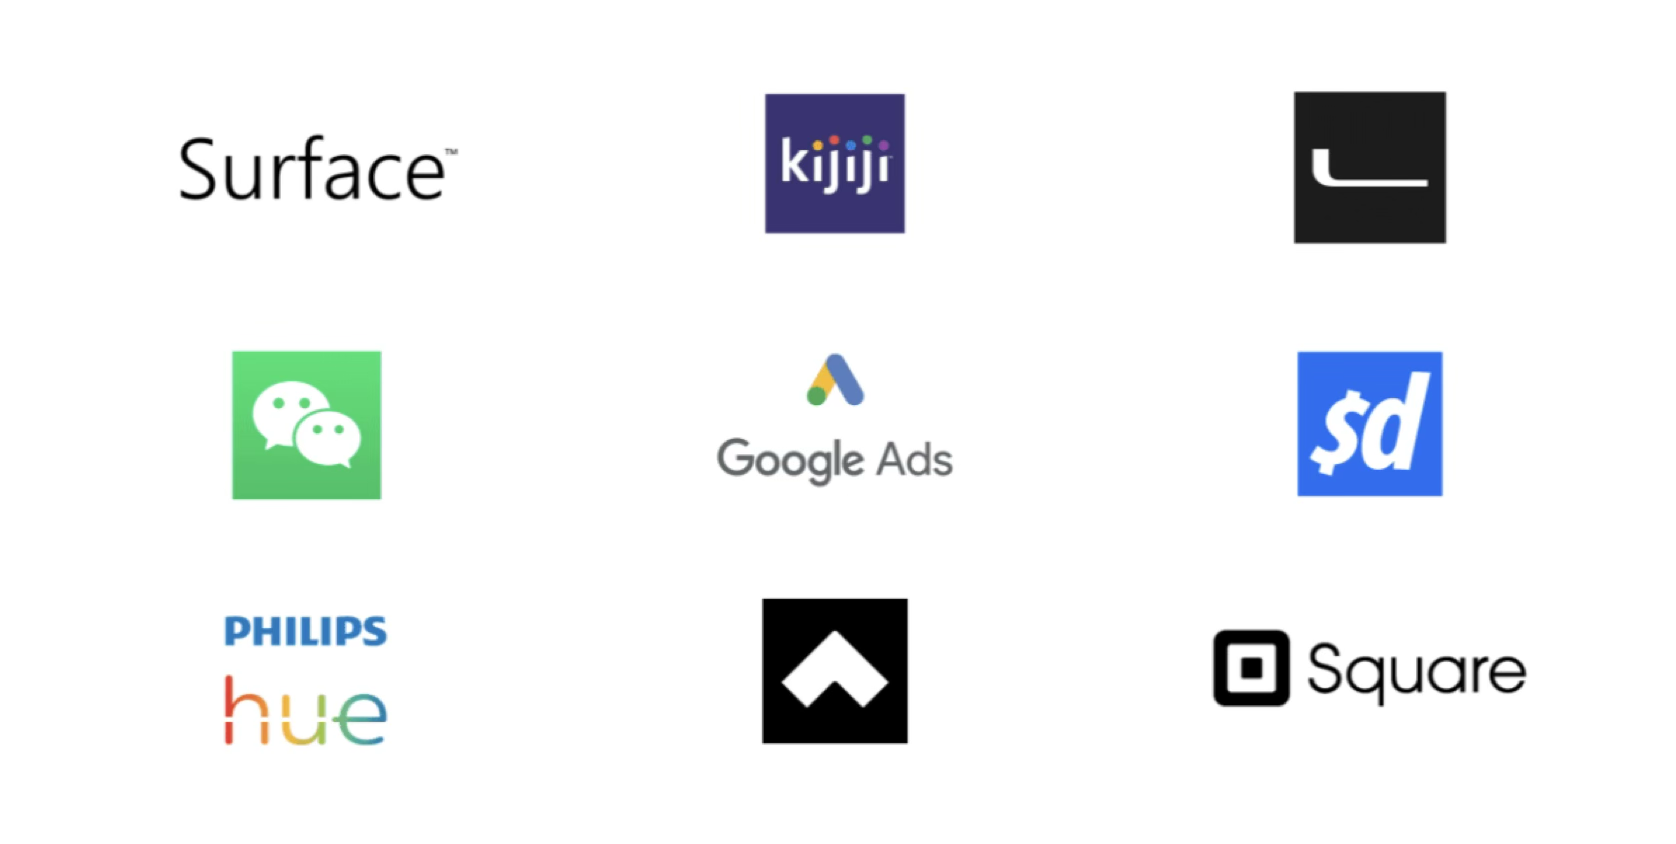 Surface™
kijiji
Google Ads
$d
PHILIPS
hue
Square